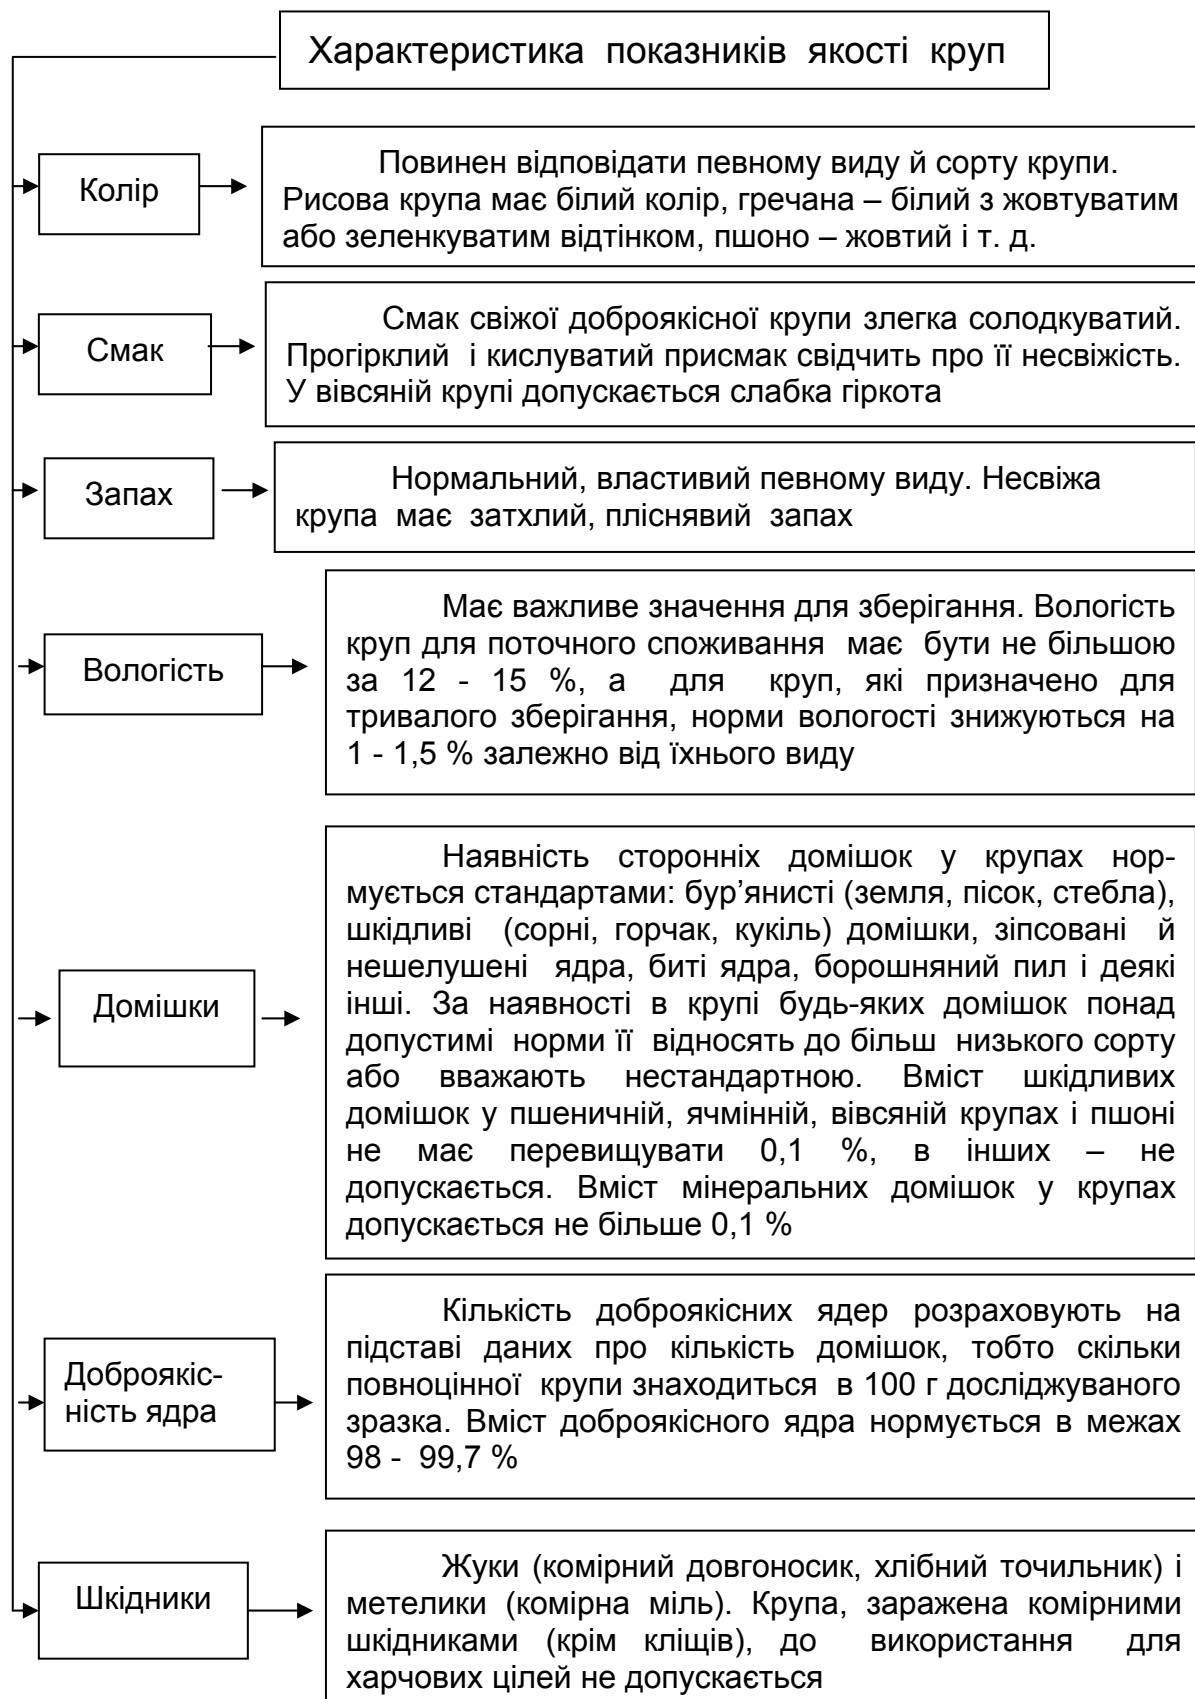 Характеристика показників якості круп
Колір
Повинен відповідати певному виду й сорту крупи.
Рисова крупа має білий колір, гречана – білий з жовтуватим
або зеленкуватим відтінком, пшоно – жовтий і т. д.
Смак
Смак свіжої доброякісної крупи злегка солодкуватий.
Прогірклий і кислуватий присмак свідчить про її несвіжість.
У вівсяній крупі допускається слабка гіркота
Запах
Нормальний, властивий певному виду. Несвіжа
крупа має затхлий, пліснявий запах
Вологість
Має важливе значення для зберігання. Вологість
круп для поточного споживання має бути не більшою
за 12 - 15 %, а для круп, які призначено для
тривалого зберігання, норми вологості знижуються на
1 - 1,5 % залежно від їхнього виду
Домішки
Наявність сторонніх домішок у крупах нор-
мується стандартами: бур’янисті (земля, пісок, стебла),
шкідливі (сорні, горчак, кукіль) домішки, зіпсовані й
нешелушені ядра, биті ядра, борошняний пил і деякі
інші. За наявності в крупі будь-яких домішок понад
допустимі норми її відносять до більш низького сорту
або вважають нестандартною. Вміст шкідливих
домішок у пшеничній, ячмінній, вівсяній крупах і пшоні
не має перевищувати 0,1 %, в інших – не
допускається. Вміст мінеральних домішок у крупах
допускається не більше 0,1 %
Доброякіс-
ність ядра
Кількість доброякісних ядер розраховують на
підставі даних про кількість домішок, тобто скільки
повноцінної крупи знаходиться в 100 г досліджуваного
зразка. Вміст доброякісного ядра нормується в межах
98 - 99,7 %
Шкідники
Жуки (комірний довгоносик, хлібний точильник) і
метелики (комірна міль). Крупа, заражена комірними
шкідниками (крім кліщів), до використання для
харчових цілей не допускається